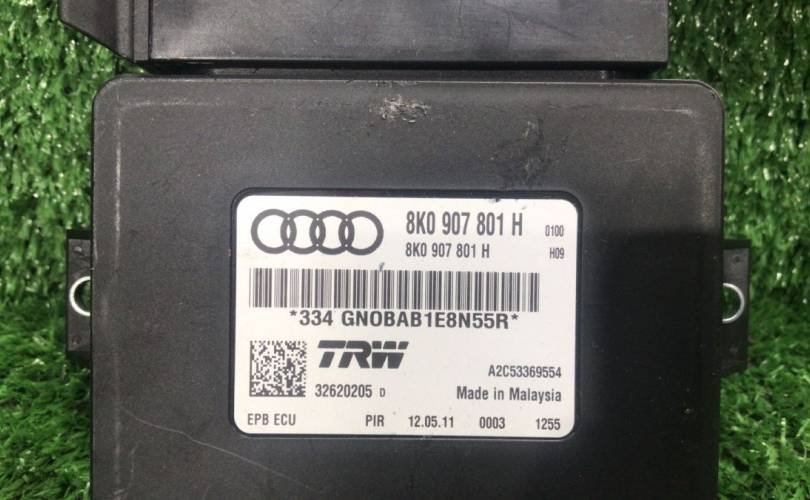 8K0 907 801 H 0100
8K0 907 801 H H09
*334 GNOBAB1E8N55R*
TRW A2C53369554
32620205 D Made in Malaysia
EPB ECU PIR 12.05.11 0003 1255